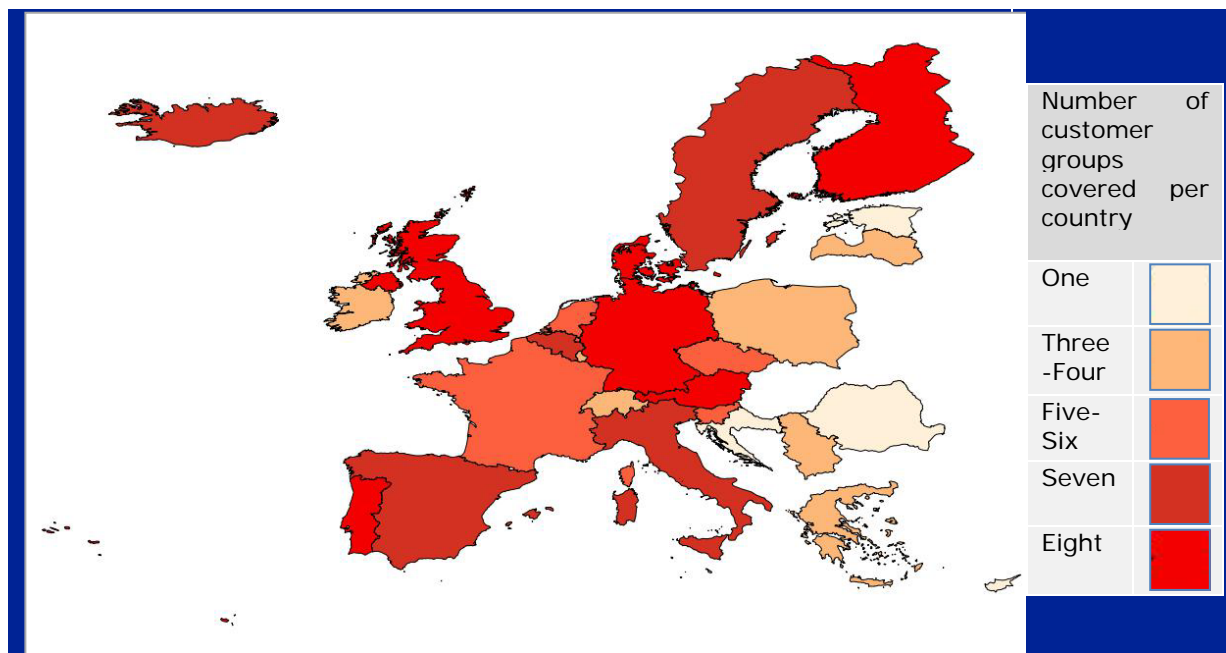 Number of
customer
groups
covered per
country
One
Three
-Four
Five-
Six
Seven
Eight